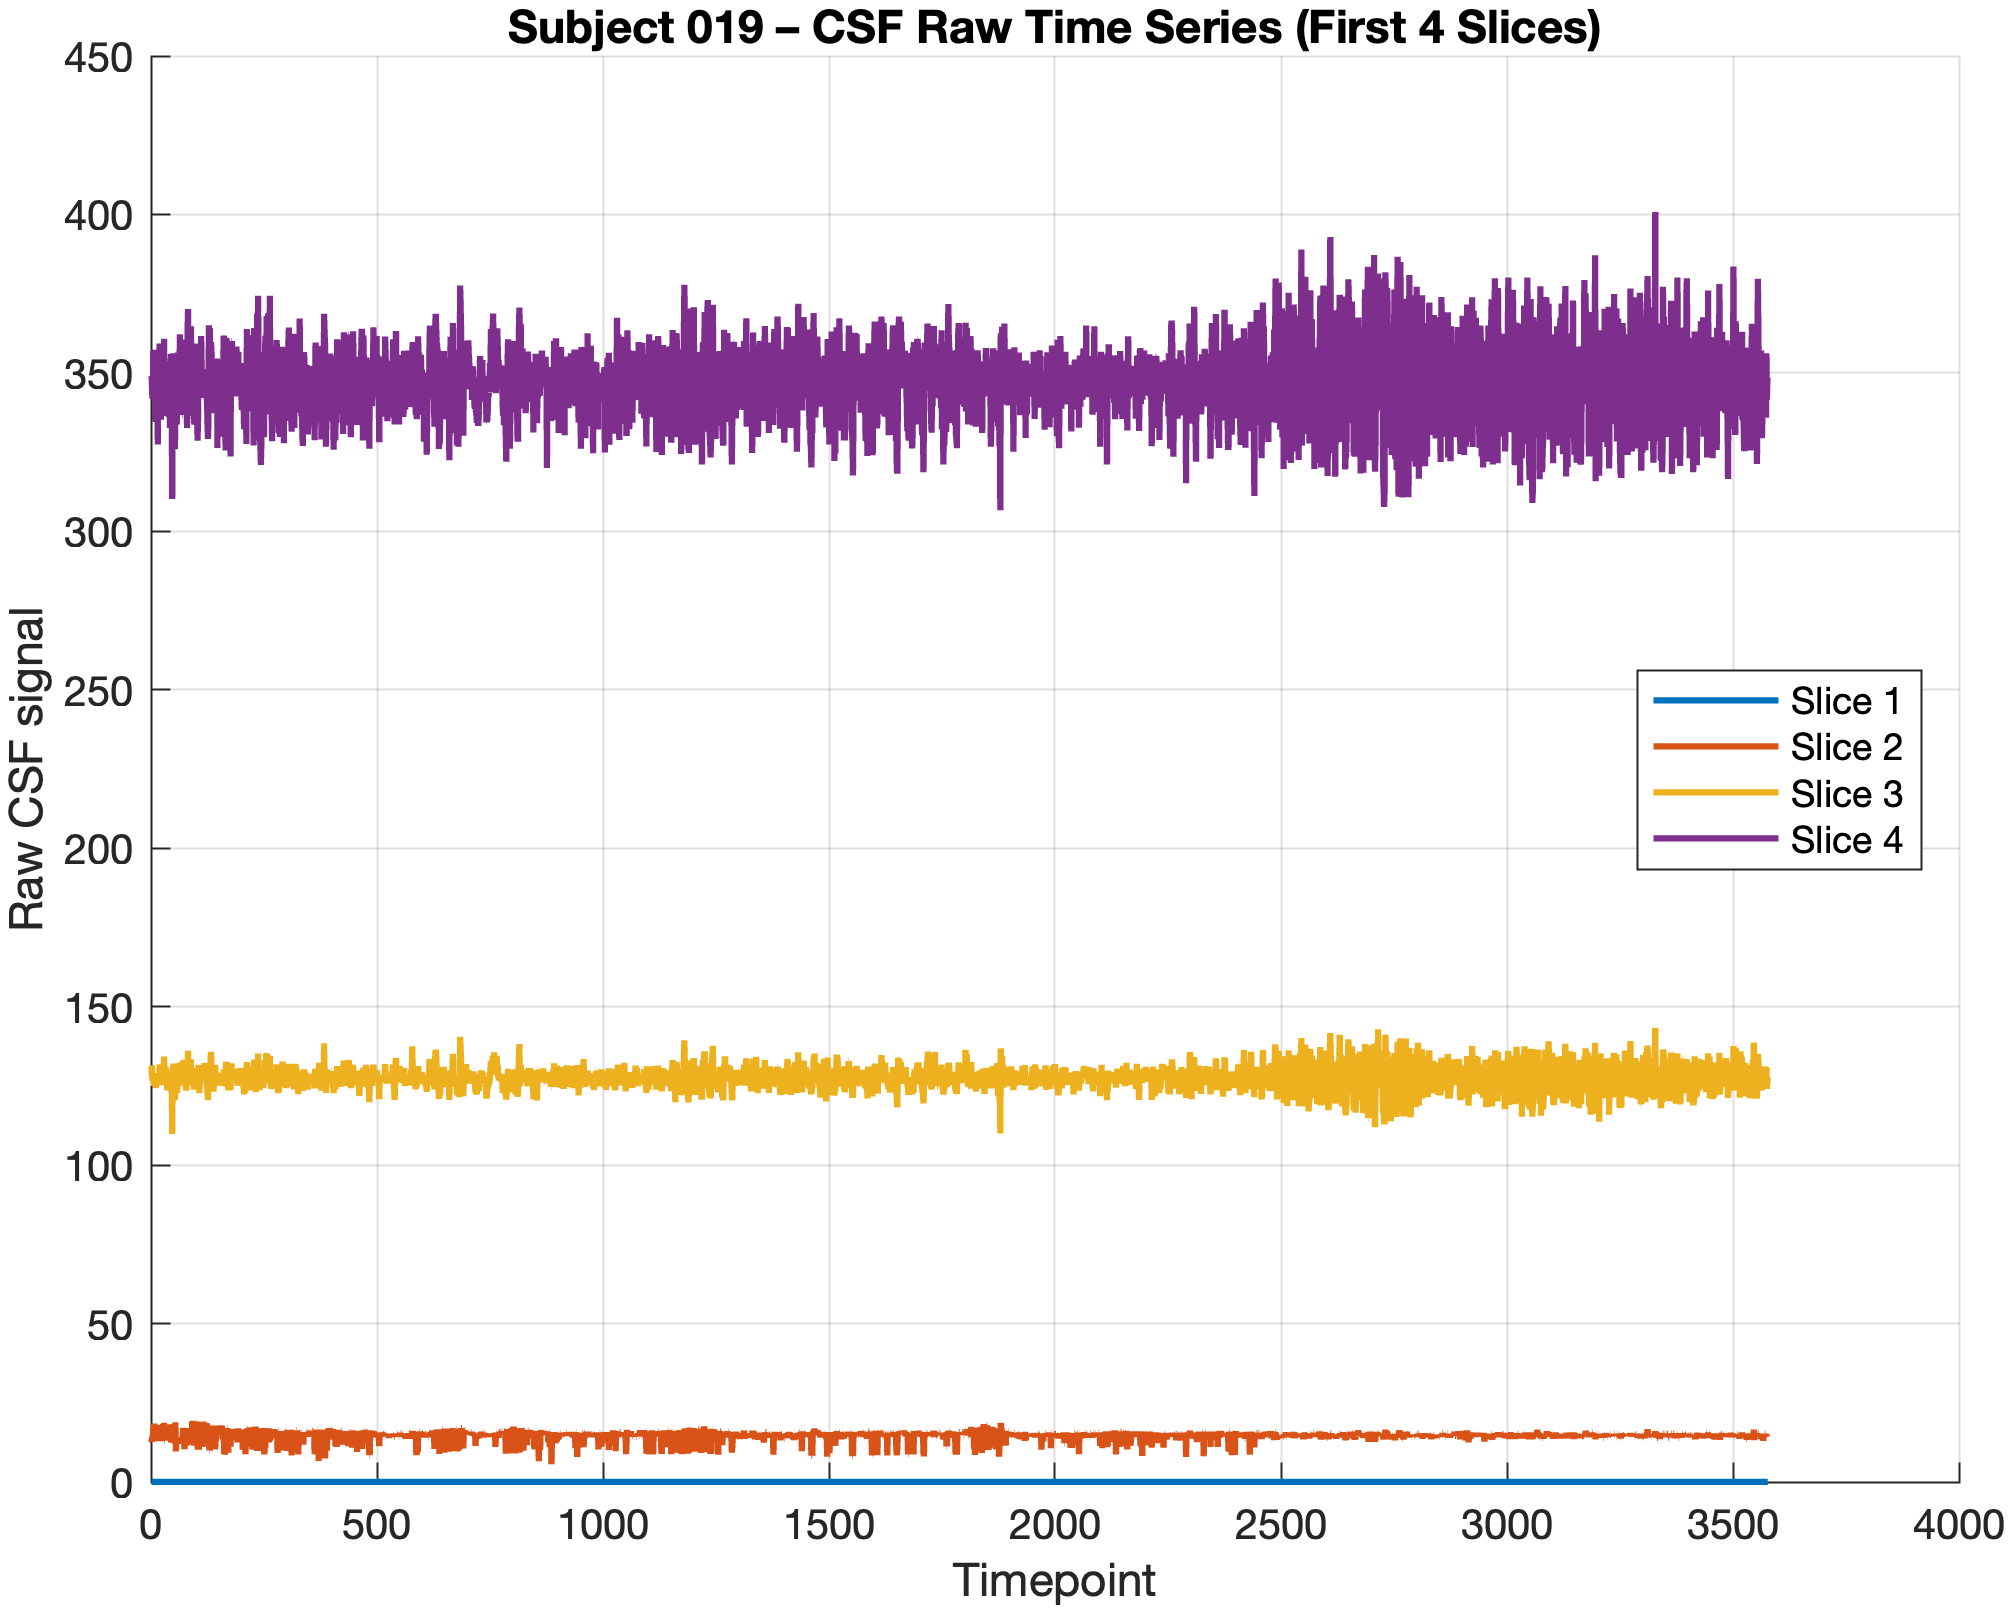 Subject 019 – CSF Raw Time Series (First 4 Slices)
450
400
350
300
250
200
150
100
50
0
Raw CSF signal
Slice 1
Slice 2
Slice 3
Slice 4
0 500 1000 1500 2000 2500 3000 3500 4000
Timepoint